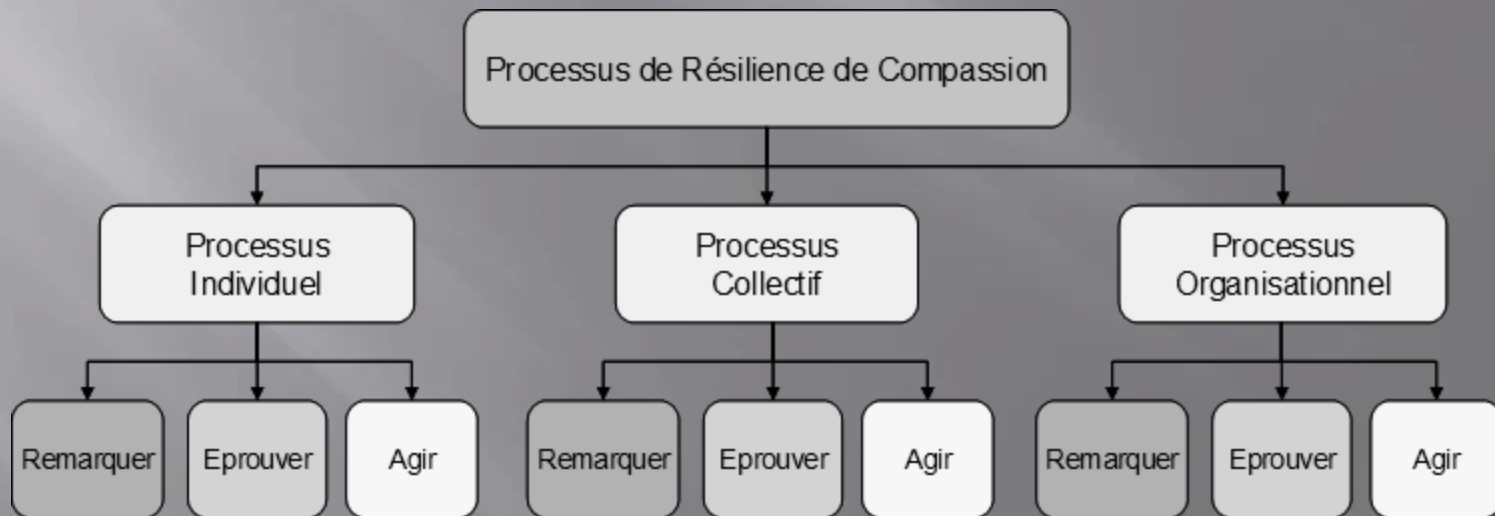 Processus de Résilience de Compassion
Processus
Individuel
Processus
Collectif
Processus
Organisationnel
Remarquer
Eprouver
Agir
Remarquer
Eprouver
Agir
Remarquer
Eprouver
Agir